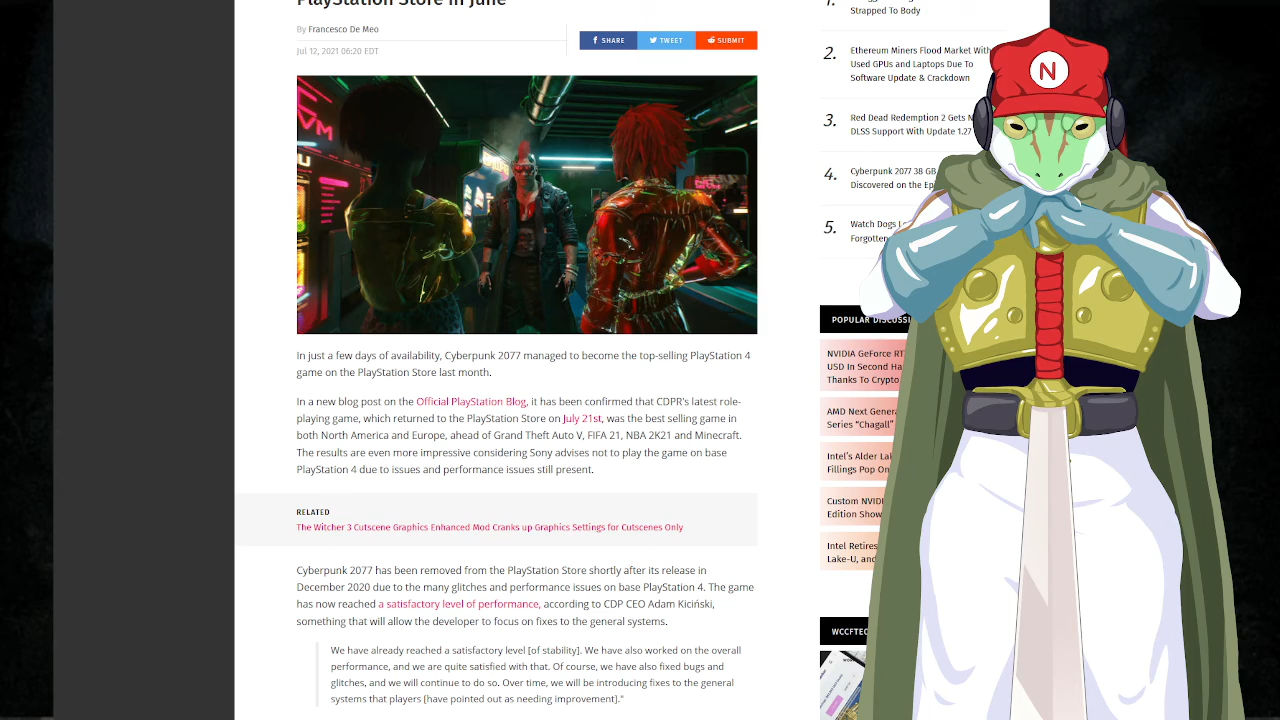 PlayStation Store in June
By Francesco De Meo
Jul 12, 2021 06:20 EDT
SHARE
TWEET
SUBMIT
In just a few days of availability, Cyberpunk 2077 managed to become the top-selling PlayStation 4
game on the PlayStation Store last month.
In a new blog post on the Official PlayStation Blog, it has been confirmed that CDPR's latest role-
playing game, which returned to the PlayStation Store on July 21st, was the best selling game in
both North America and Europe, ahead of Grand Theft Auto V, FIFA 21, NBA 2K21 and Minecraft.
The results are even more impressive considering Sony advises not to play the game on base
PlayStation 4 due to issues and performance issues still present.
RELATED
The Witcher 3 Cutscene Graphics Enhanced Mod Cranks up Graphics Settings for Cutscenes Only
Cyberpunk 2077 has been removed from the PlayStation Store shortly after its release in
December 2020 due to the many glitches and performance issues on base PlayStation 4. The game
has now reached a satisfactory level of performance, according to CDP CEO Adam Kiciński,
something that will allow the developer to focus on fixes to the general systems.
We have already reached a satisfactory level [of stability]. We have also worked on the overall
performance, and we are quite satisfied with that. Of course, we have also fixed bugs and
glitches, and we will continue to do so. Over time, we will be introducing fixes to the general
systems that players [have pointed out as needing improvement]."
1.
Strapped To Body
2. Ethereum Miners Flood Market With
Used GPUs and Laptops Due To
Software Update & Crackdown
3. Red Dead Redemption 2 Gets
DLSS Support With Update 1.27
4. Cyberpunk 2077 38 GB
Discovered on the
5. Watch Dogs
Forgotten
POPULAR
NVIDIA GeForce
USD In Second
Thanks To Crypto
AMD Next
Series "Chagall"
Intel's Alder
Fillings Pop
Custom
Edition
Intel Retires
Lake-U, and
N